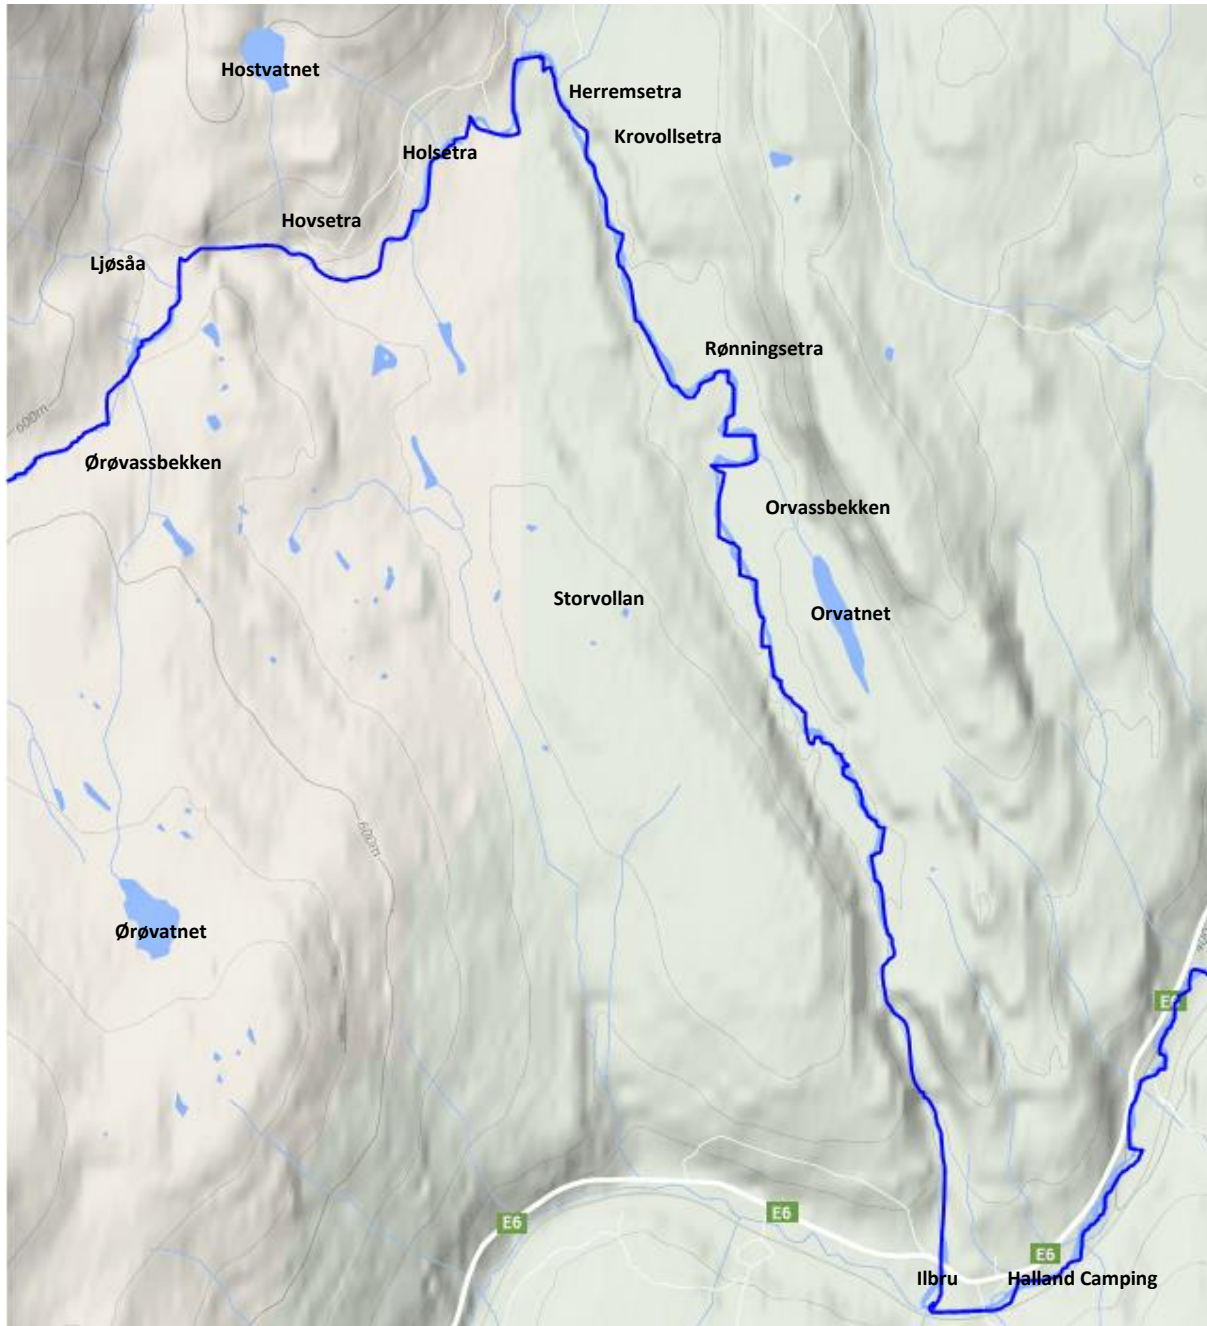 Hostvatnet
Herremsetra
Krovollsetra
Holsetra
Hovsetra
Ljøsåa
Rønningsetra
600m
Ørøvassbekken
Orvassbekken
Storvollan
Orvatnet
600m
Ørøvatnet
E6
E6
E6
E6
Ilbru
Halland Camping